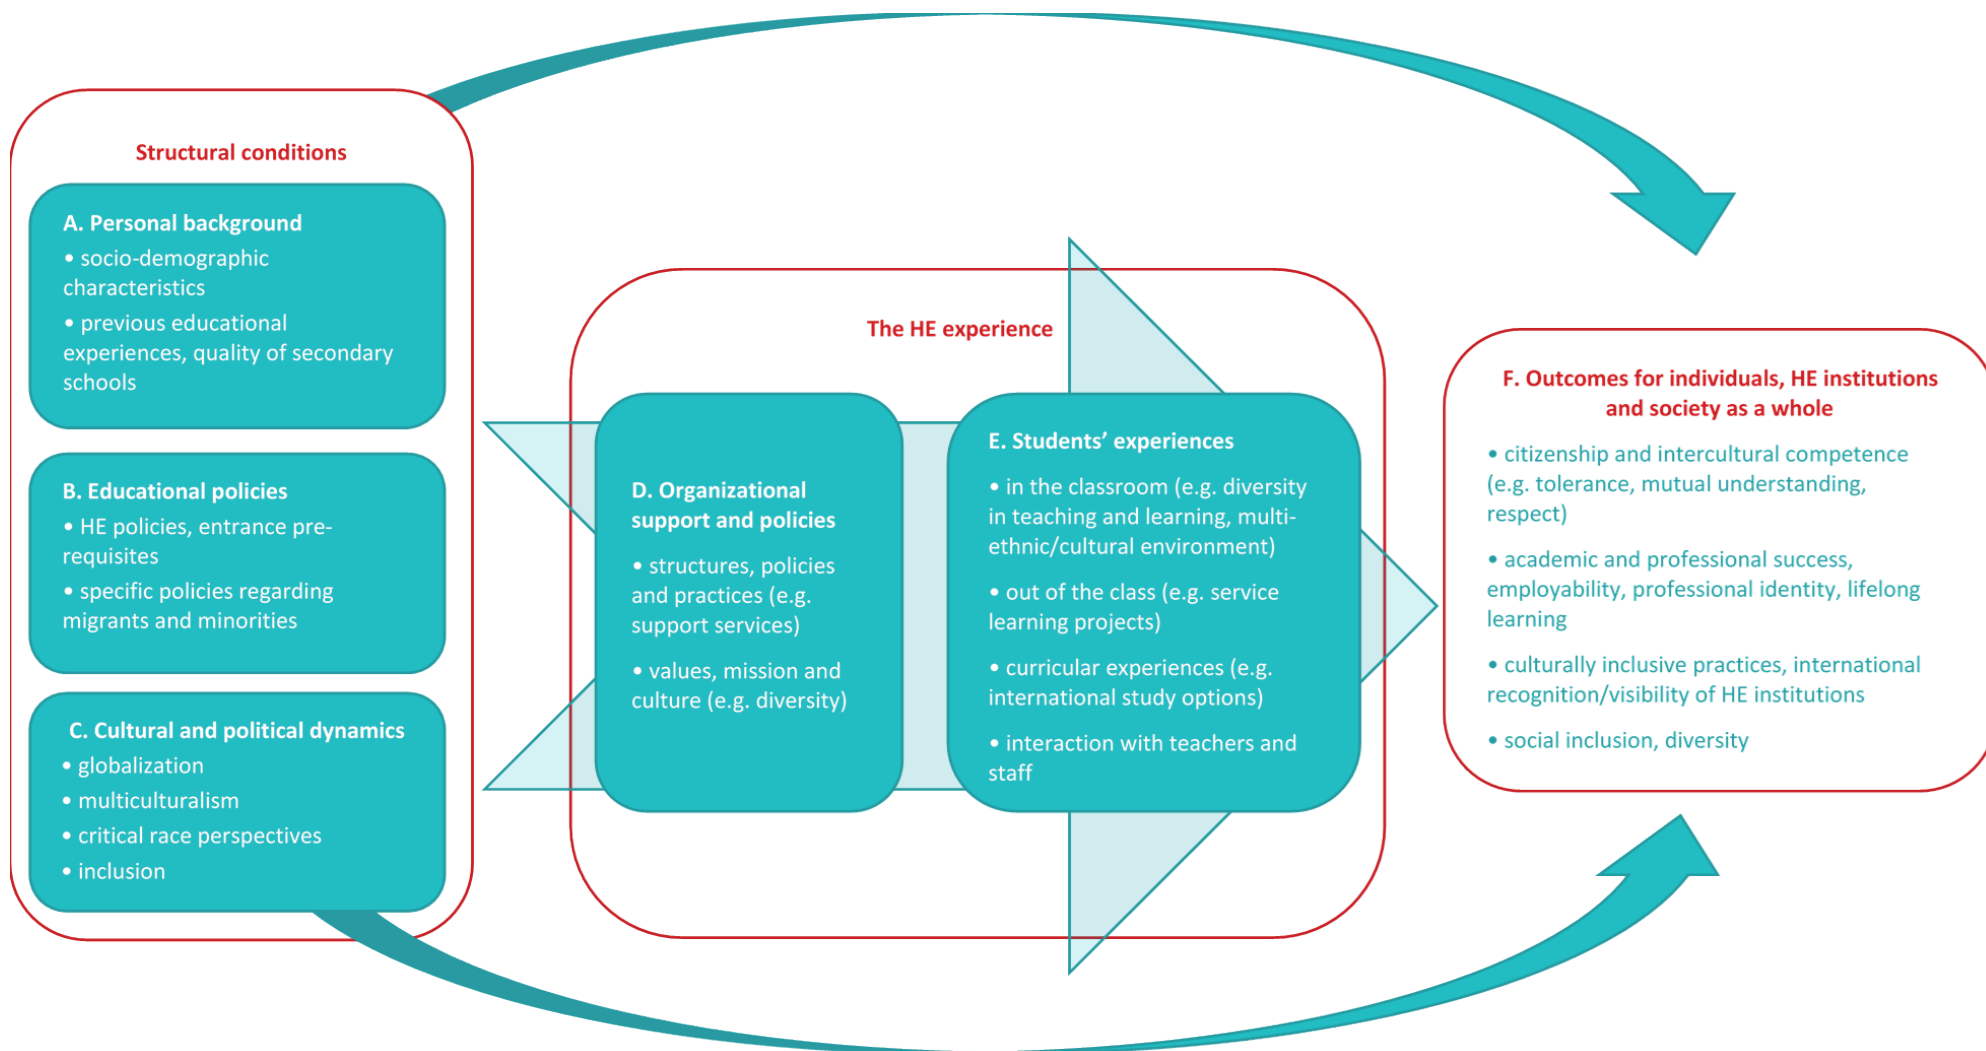 Structural conditions
A. Personal background
• socio-demographic
characteristics
• previous educational
experiences, quality of secondary
schools
B. Educational policies
• HE policies, entrance pre-
requisites
• specific policies regarding
migrants and minorities
C. Cultural and political dynamics
• globalization
• multiculturalism
• critical race perspectives
• inclusion
The HE experience
D. Organizational
support and policies
• structures, policies
and practices (e.g.
support services)
• values, mission and
culture (e.g. diversity)
E. Students’ experiences
• in the classroom (e.g. diversity
in teaching and learning, multi-
ethnic/cultural environment)
• out of the class (e.g. service
learning projects)
• curricular experiences (e.g.
international study options)
• interaction with teachers and
staff
F. Outcomes for individuals, HE institutions
and society as a whole
• citizenship and intercultural competence
(e.g. tolerance, mutual understanding,
respect)
• academic and professional success,
employability, professional identity, lifelong
learning
• culturally inclusive practices, international
recognition/visibility of HE institutions
• social inclusion, diversity